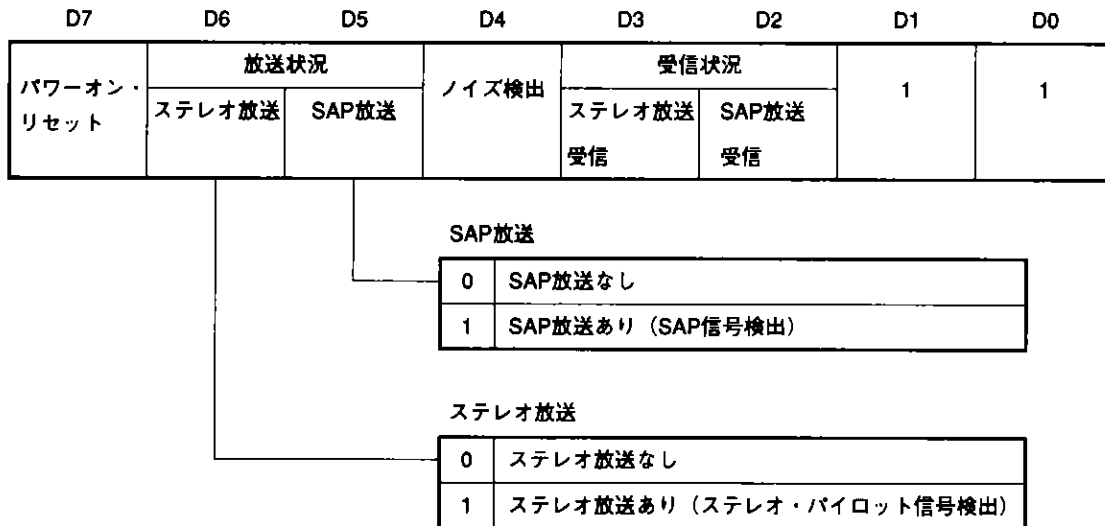 D7 D6 D5 D4 D3 D2 D1 D0
放送状況 受信状況
パワーオン・ ノイズ検出 1 1
ステレオ放送 SAP放送 ステレオ放送 SAP放送
リセット
受信 受信
SAP放送
0 SAP放送なし
1 SAP放送あり（SAP信号検出）
ステレオ放送
0 ステレオ放送なし
1 ステレオ放送あり（ステレオ・パイロット信号検出）